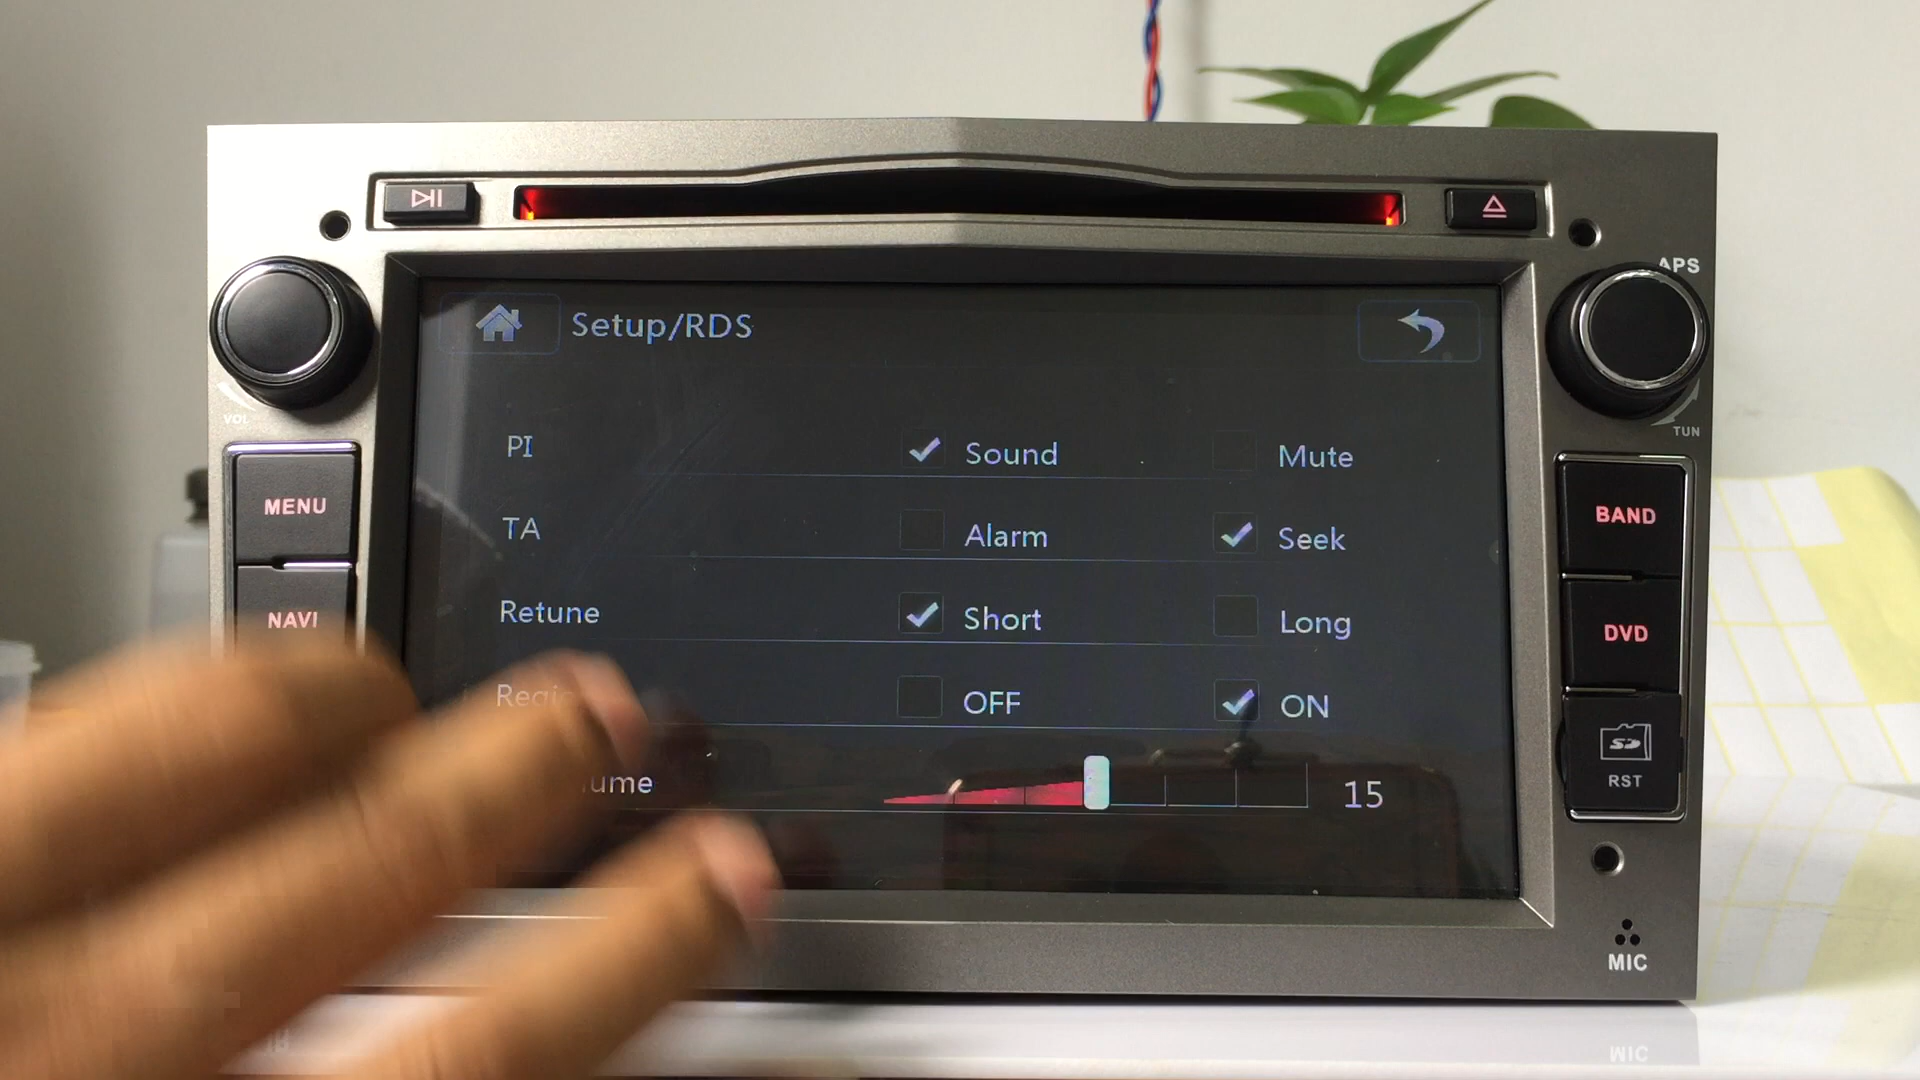 APS
VOL
TUN
Setup/RDS
PI Sound Mute
TA Alarm Seek
Retune Short Long
OFF ON
15
MENU
NAVI
BAND
DVD
RST
MIC